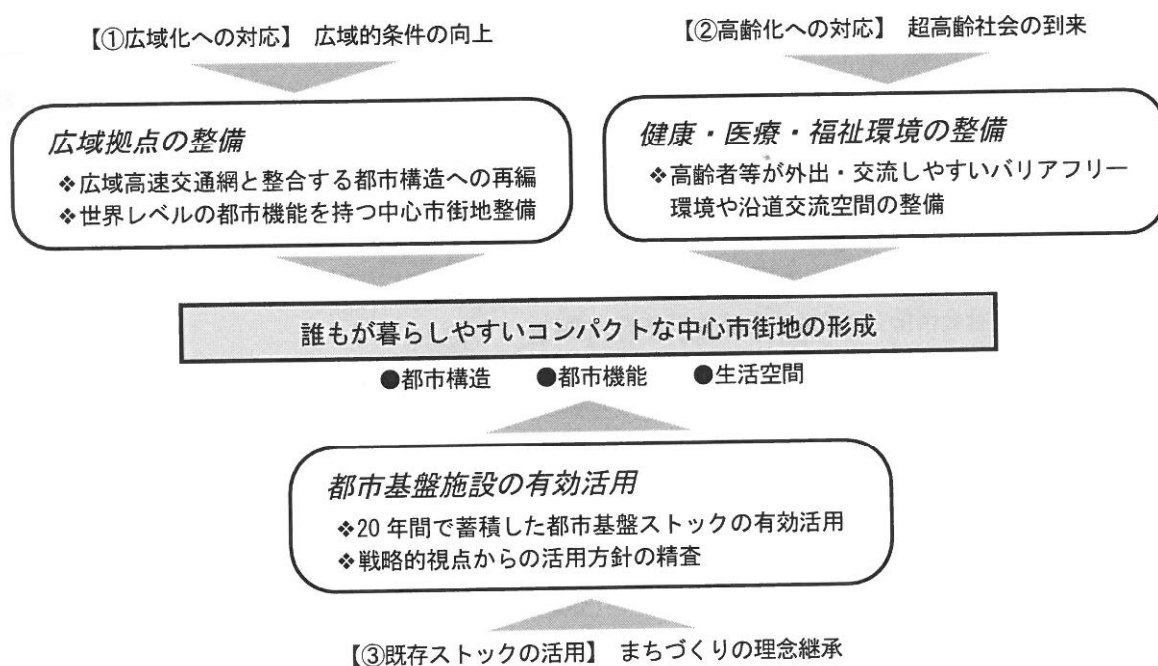 【①広域化への対応】 広域的条件の向上
【②高齢化への対応】 超高齢社会の到来
広域拠点の整備
❖広域高速交通網と整合する都市構造への再編
❖世界レベルの都市機能を持つ中心市街地整備
健康・医療・福祉環境の整備
❖高齢者等が外出・交流しやすいバリアフリー
環境や沿道交流空間の整備
誰もが暮らしやすいコンパクトな中心市街地の形成
●都市構造 ●都市機能 ●生活空間
都市基盤施設の有効活用
❖20年間で蓄積した都市基盤ストックの有効活用
❖戦略的視点からの活用方針の精査
【③既存ストックの活用】 まちづくりの理念継承